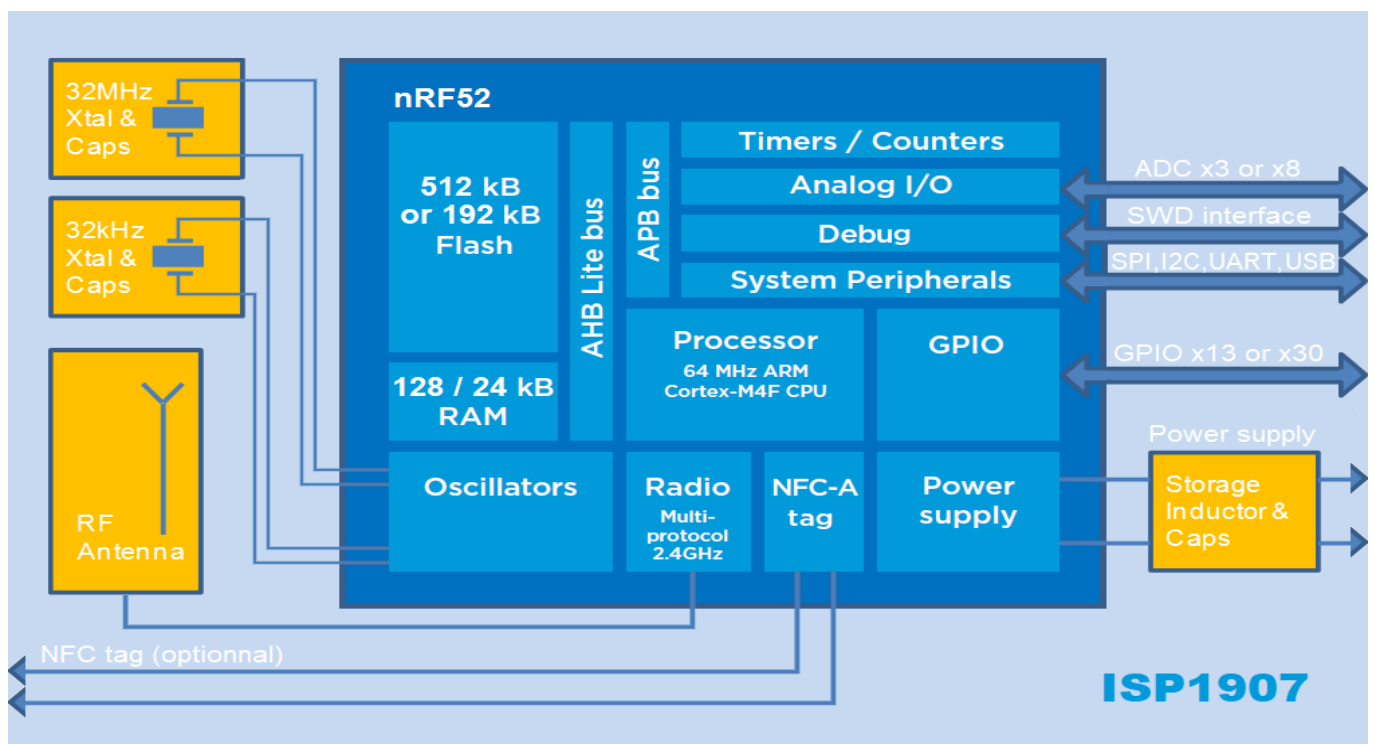 32MHz
Xtal &
Caps
32kHz
Xtal &
Caps
RF
Antenna
nRF52
512 kB
or 192 kB
Flash
128 / 24 kB
RAM
AHB Lite bus
APB bus
Timers / Counters
Analog I/O
Debug
System Peripherals
Processor
64 MHz ARM
Cortex-M4F CPU
GPIO
Oscillators
Radio
Multi-
protocol
2.4GHz
NFC-A
tag
Power
supply
ADC x3 or x8
SWD interface
SPI,I2C,UART,USB
GPIO x13 or x30
Power supply
Storage
Inductor &
Caps
NFC tag (optionnal)
ISP1907